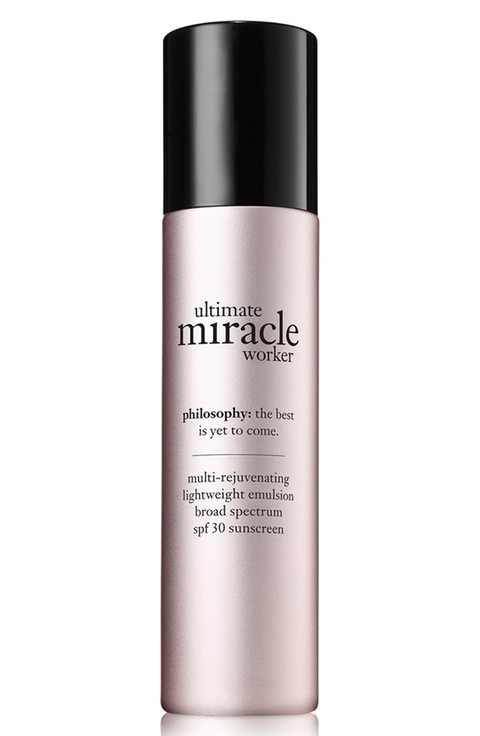 ultimate
miracle
worker
philosophy: the best
is yet to come.
multi-rejuvenating
lightweight emulsion
broad spectrum
spf 30 sunscreen